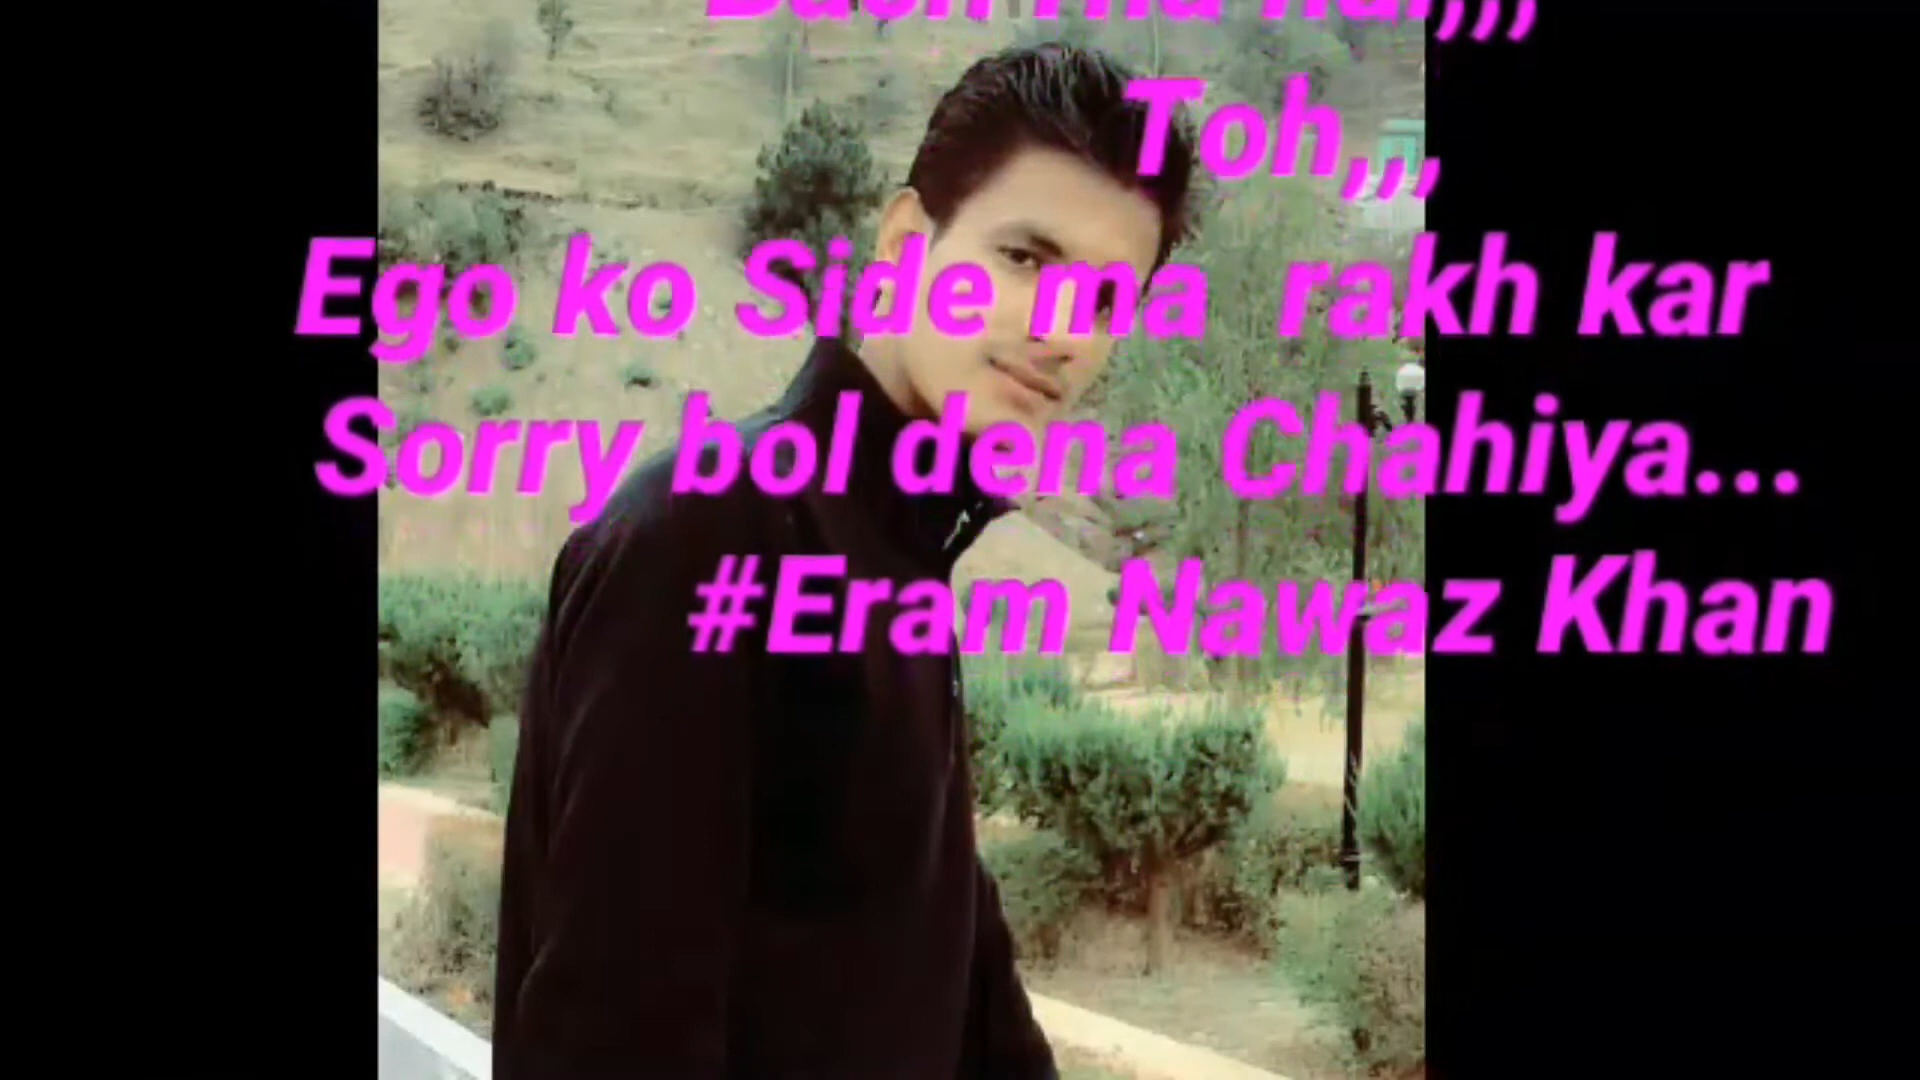 Toh,,,
Ego ko Side ma rakh kar
Sorry bol dena Chahiya...
#Eram Nawaz Khan